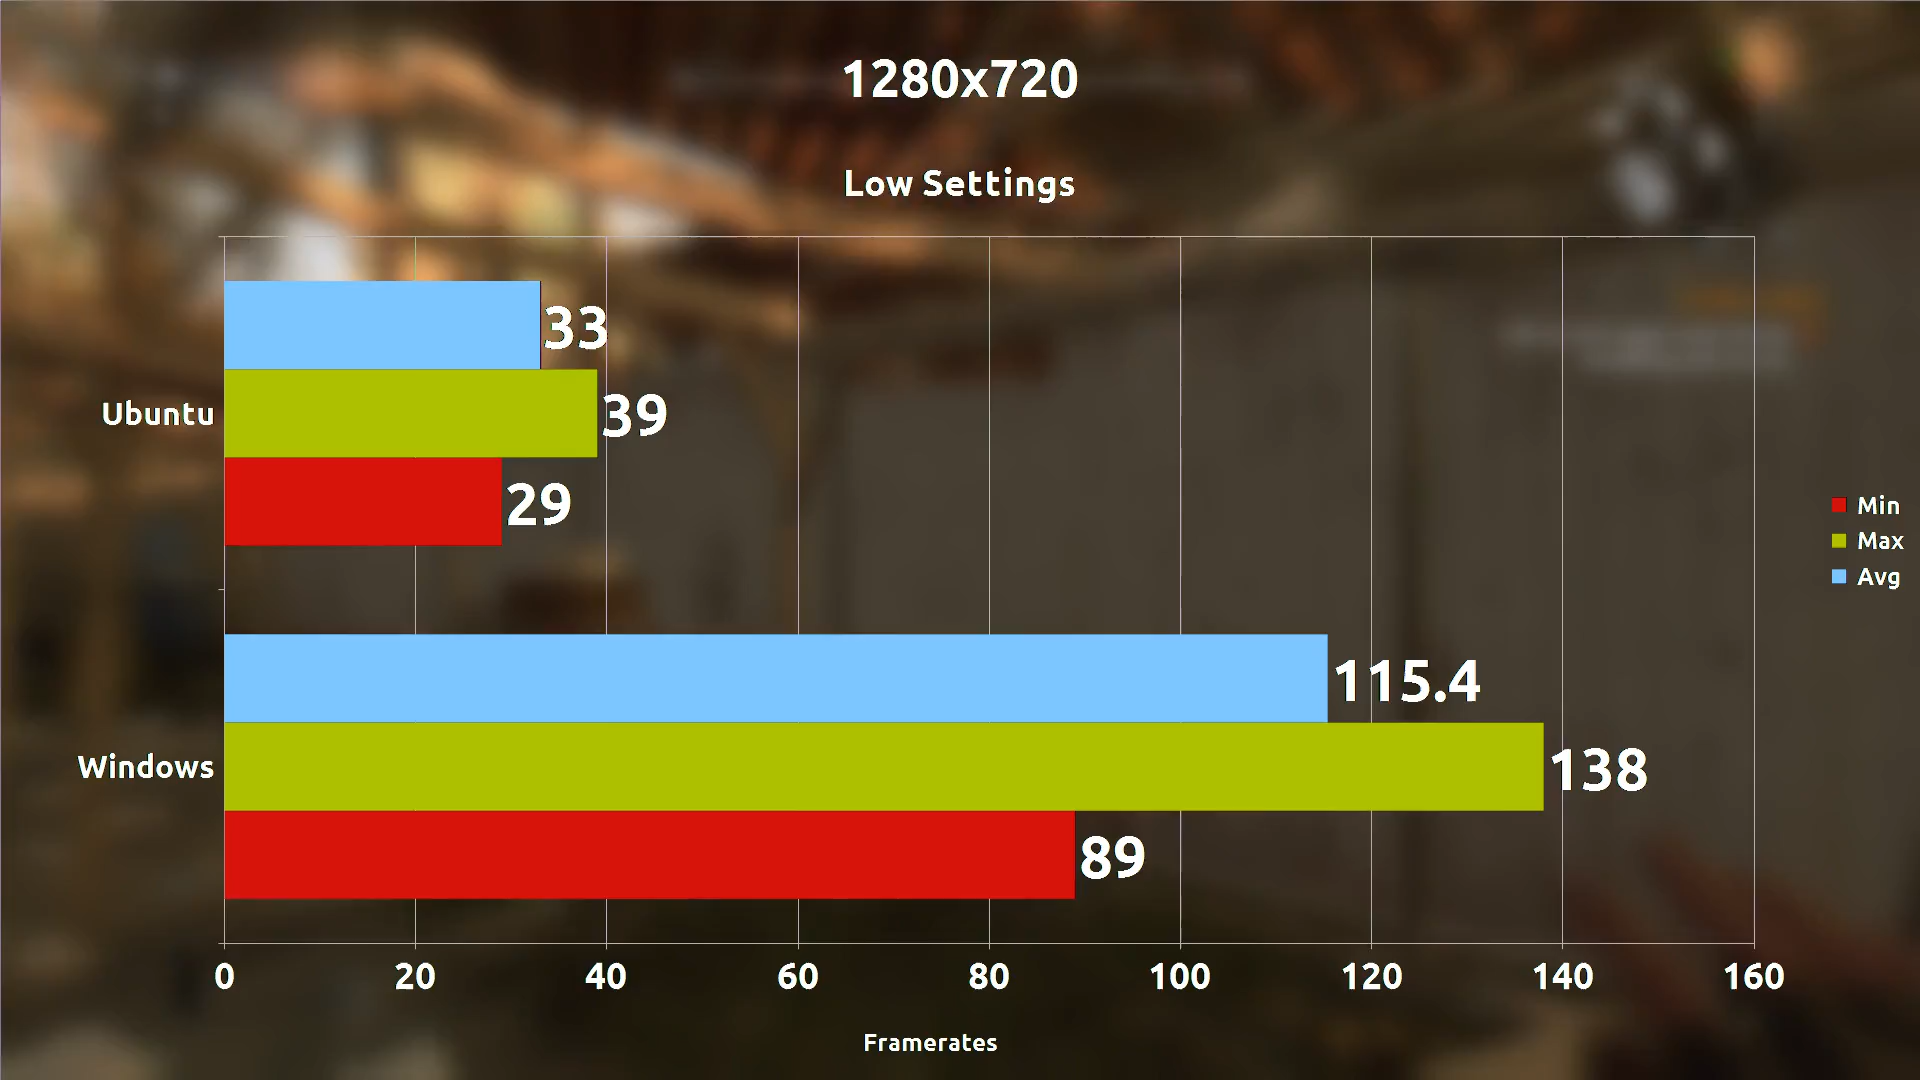 1280x720
Low Settings
33
Ubuntu
39
29
Min
Max
Avg
115.4
Windows
138
89
0 20 40 60 80 100 120 140 160
Framerates